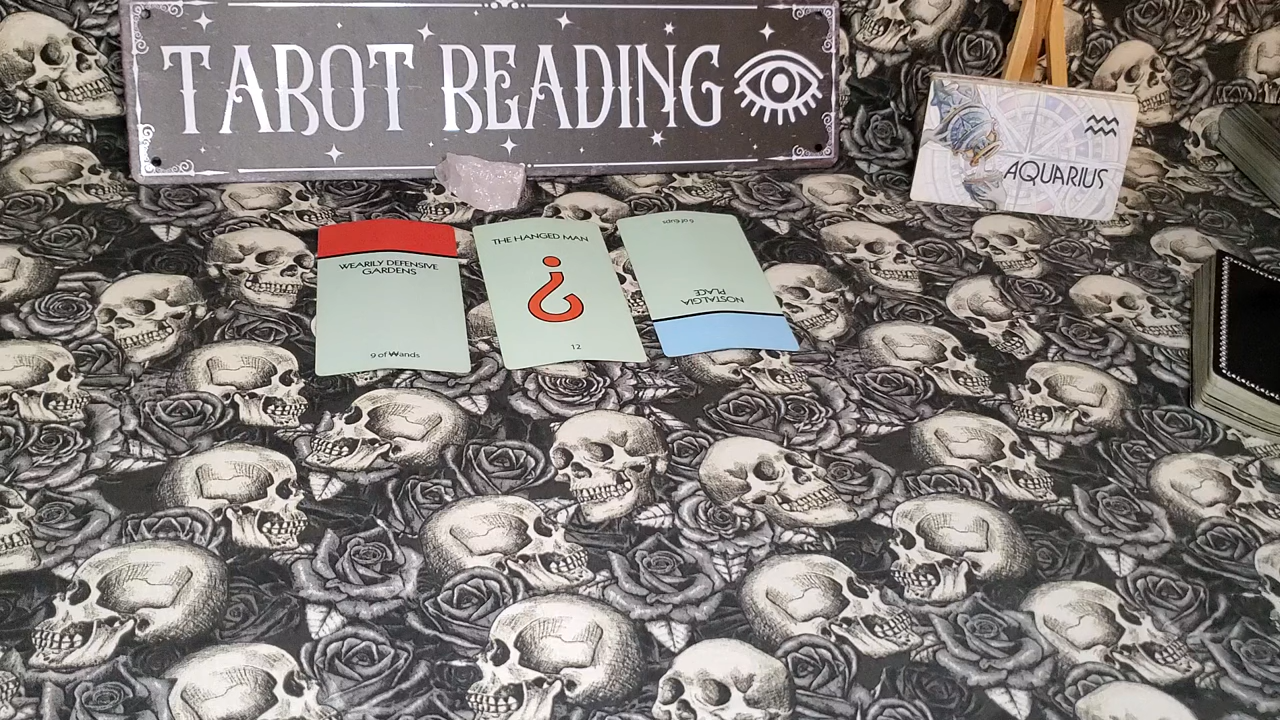 TAROT READING
AQUARIUS
WEARILY DEFENSIVE
GARDENS
9 of Wands
THE HANGED MAN
¿
12
6 of Cups
NOSTALGIA
PLACE